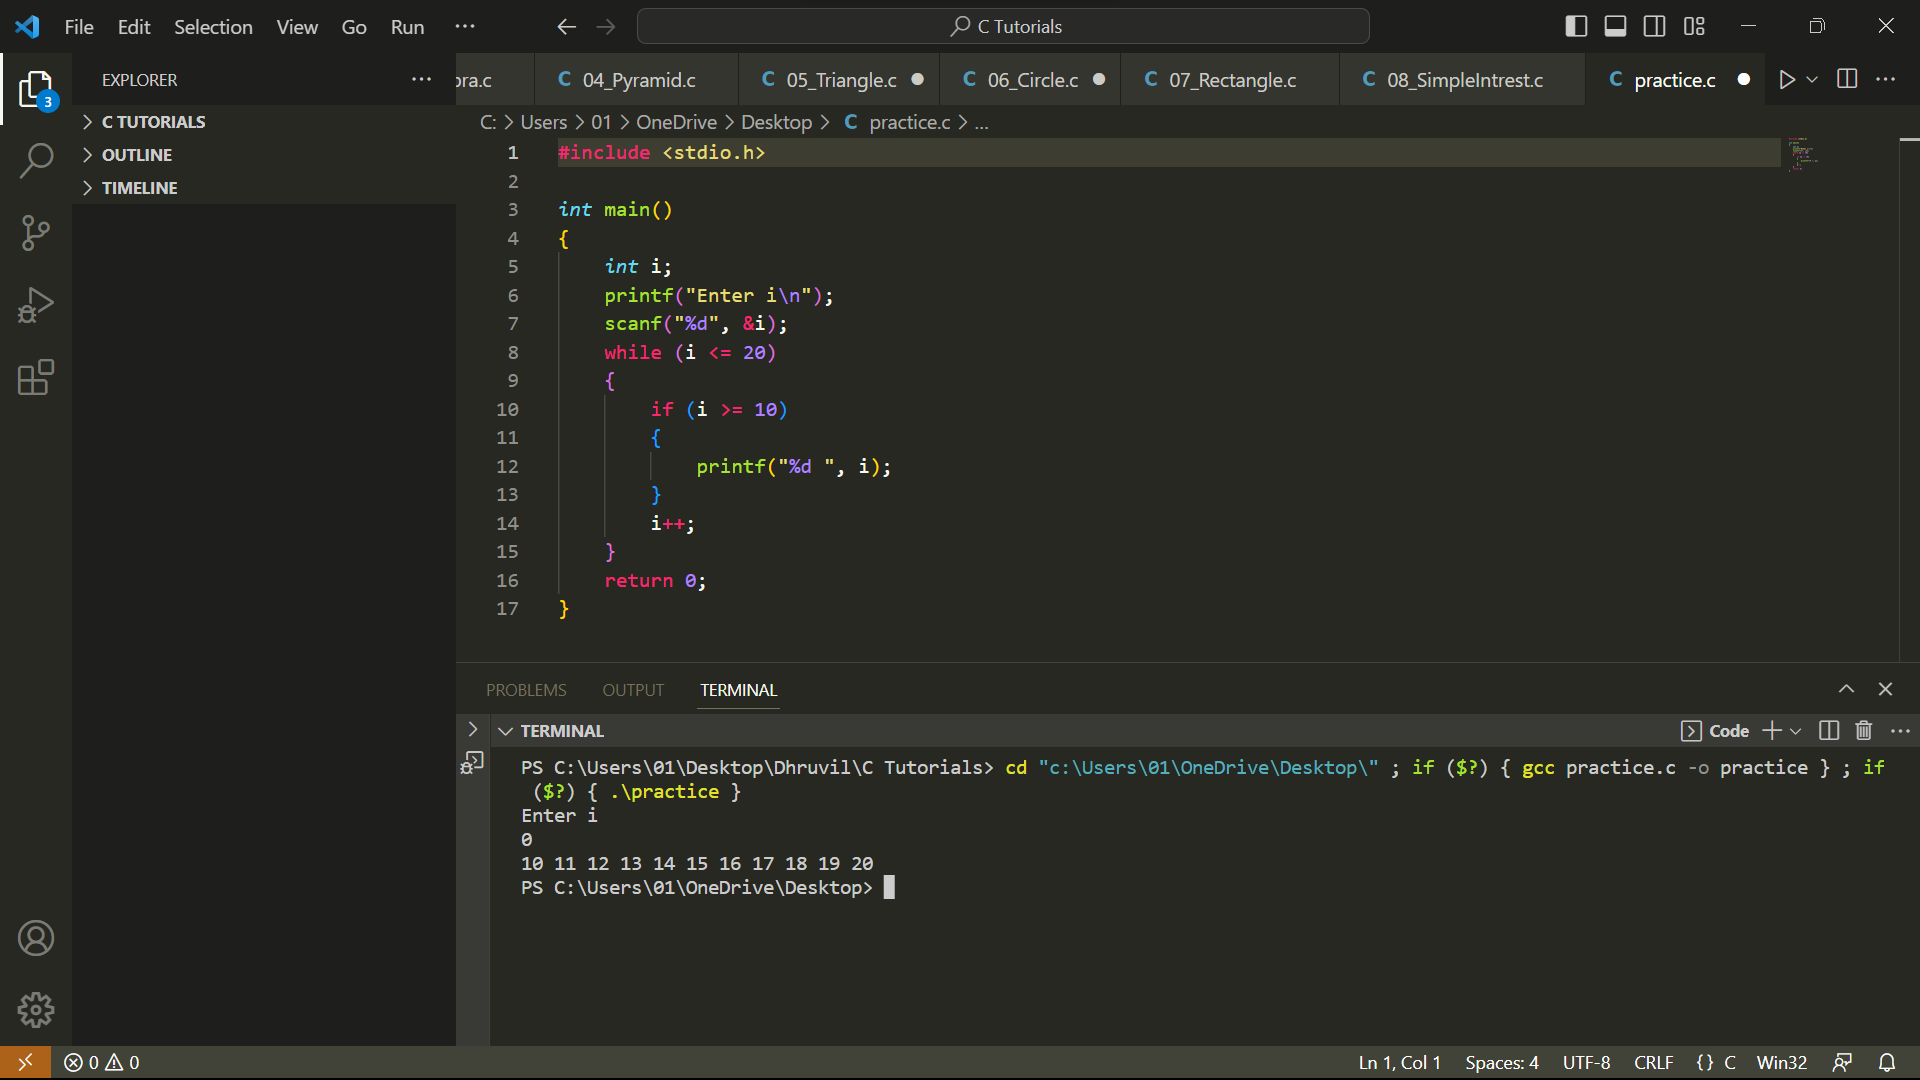 File Edit Selection View Go Run ···
C Tutorials
EXPLORER ···
ora.c C 04_Pyramid.c C 05_Triangle.c C 06_Circle.c C 07_Rectangle.c C 08_SimpleIntrest.c C practice.c
3
C: > Users > 01 > OneDrive > Desktop > C practice.c > ...
> C TUTORIALS
> OUTLINE
> TIMELINE
1 #include <stdio.h>
2
3 int main()
4 {
5 int i;
6 printf("Enter i\n");
7 scanf("%d", &i);
8 while (i <= 20)
9 {
10 if (i >= 10)
11 {
12 printf("%d ", i);
13 }
14 i++;
15 }
16 return 0;
17 }
PROBLEMS OUTPUT TERMINAL
TERMINAL
Code
PS C:\Users\01\Desktop\Dhruvil\C Tutorials> cd "c:\Users\01\OneDrive\Desktop\" ; if ($?) { gcc practice.c -o practice } ; if
($?) { .\practice }
Enter i
0
10 11 12 13 14 15 16 17 18 19 20
PS C:\Users\01\OneDrive\Desktop>
0 0
Ln 1, Col 1 Spaces: 4 UTF-8 CRLF {} C Win32